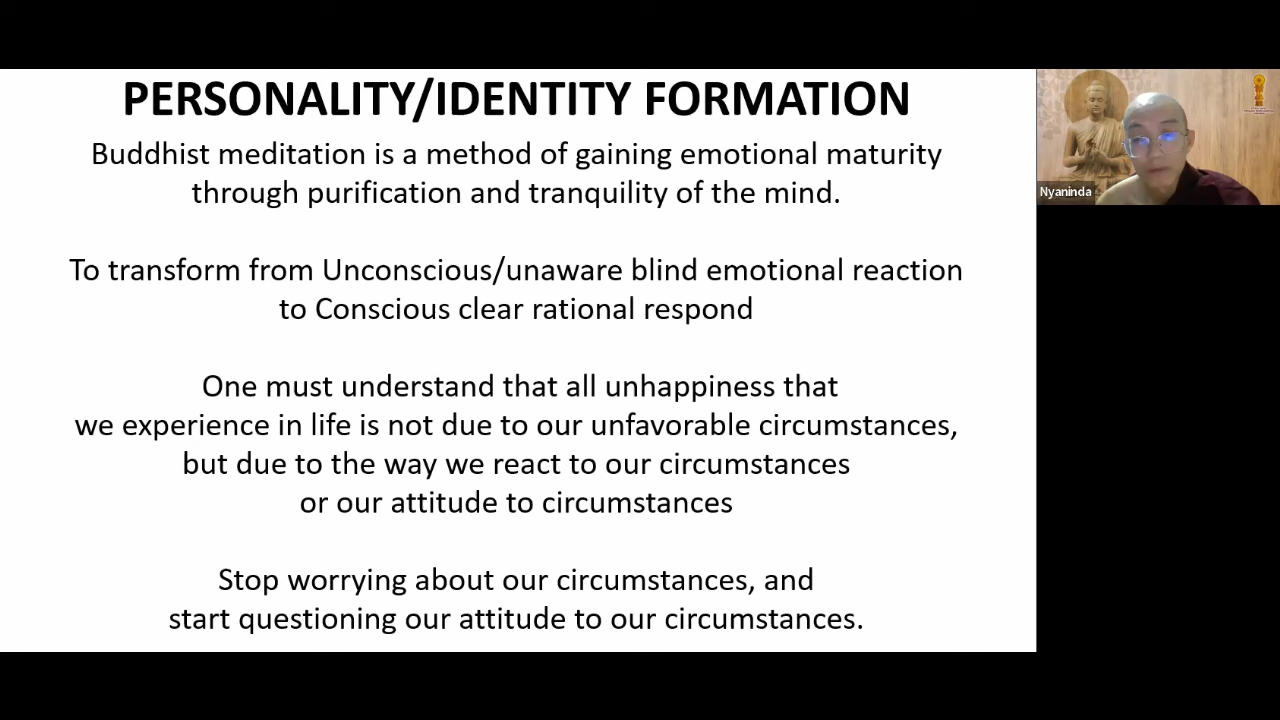 PERSONALITY/IDENTITY FORMATION
Buddhist meditation is a method of gaining emotional maturity
through purification and tranquility of the mind.
To transform from Unconscious/unaware blind emotional reaction
to Conscious clear rational respond
One must understand that all unhappiness that
we experience in life is not due to our unfavorable circumstances,
but due to the way we react to our circumstances
or our attitude to circumstances
Stop worrying about our circumstances, and
start questioning our attitude to our circumstances.
Nyaninda